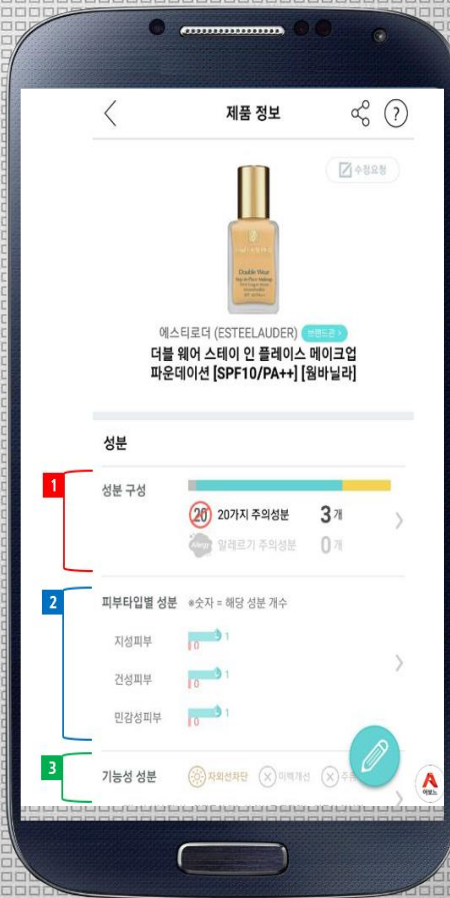 제품 정보
?
수정요청
Double Wear
에스티로더 (ESTEELAUDER) 브랜드관 >
더블 웨어 스테이 인 플레이스 메이크업
파운데이션 [SPF10/PA++] [웜바닐라]
성분
1
성분 구성
20 20가지 주의성분 3 개
Allergy 알레르기 주의성분 0 개
2
피부타입별 성분 ※숫자 = 해당 성분 개수
지성피부 0 1
건성피부 0 1
민감성피부 0 1
3
기능성 성분 자외선차단 미백개선 주